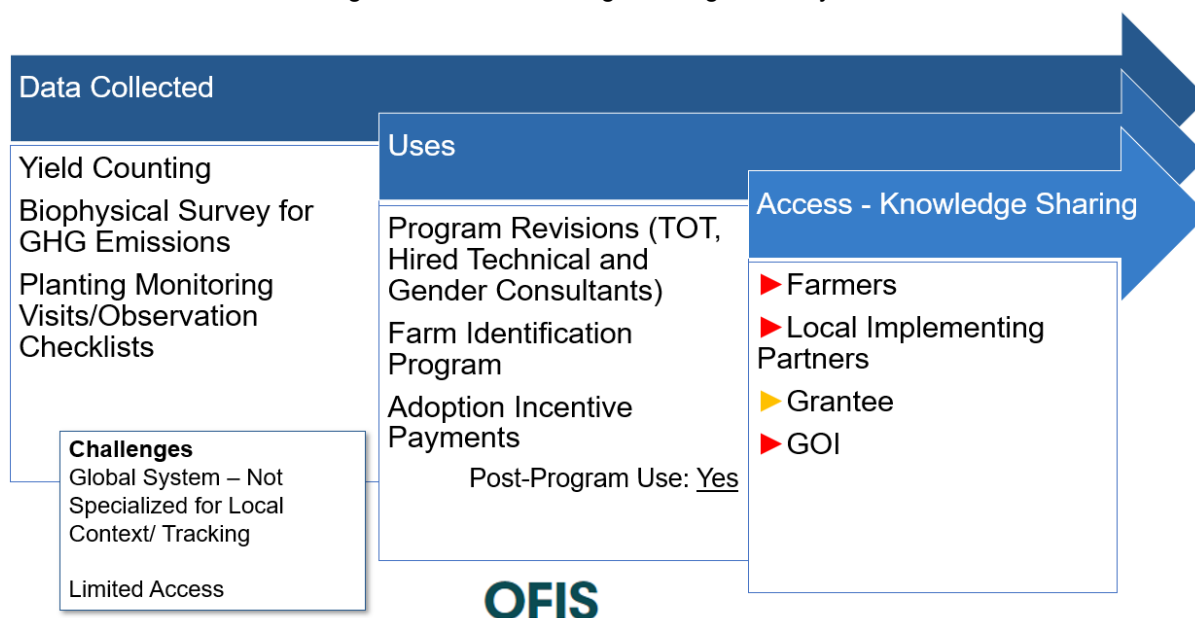 Data Collected
Yield Counting
Biophysical Survey for
GHG Emissions
Planting Monitoring
Visits/Observation
Checklists
Challenges
Global System – Not
Specialized for Local
Context/ Tracking
Limited Access
Uses
Program Revisions (TOT,
Hired Technical and
Gender Consultants)
Farm Identification
Program
Adoption Incentive
Payments
Post-Program Use: Yes
Access - Knowledge Sharing
►Farmers
►Local Implementing
Partners
►Grantee
►GOI
OFIS